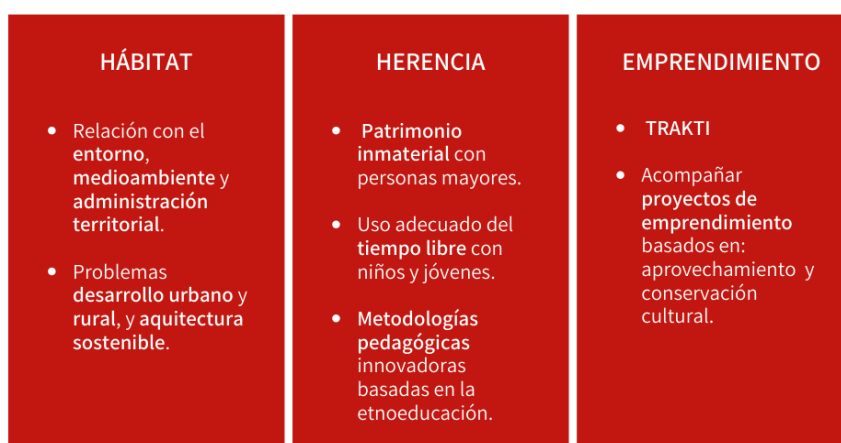 HÁBITAT
• Relación con el
entorno,
medioambiente y
administración
territorial.
• Problemas
desarrollo urbano y
rural, y aquitectura
sostenible.
HERENCIA
• Patrimonio
inmaterial con
personas mayores.
• Uso adecuado del
tiempo libre con
niños y jóvenes.
• Metodologías
pedagógicas
innovadoras
basadas en la
etnoeducación.
EMPRENDIMIENTO
• TRAKTI
• Acompañar
proyectos de
emprendimiento
basados en:
aprovechamiento y
conservación
cultural.